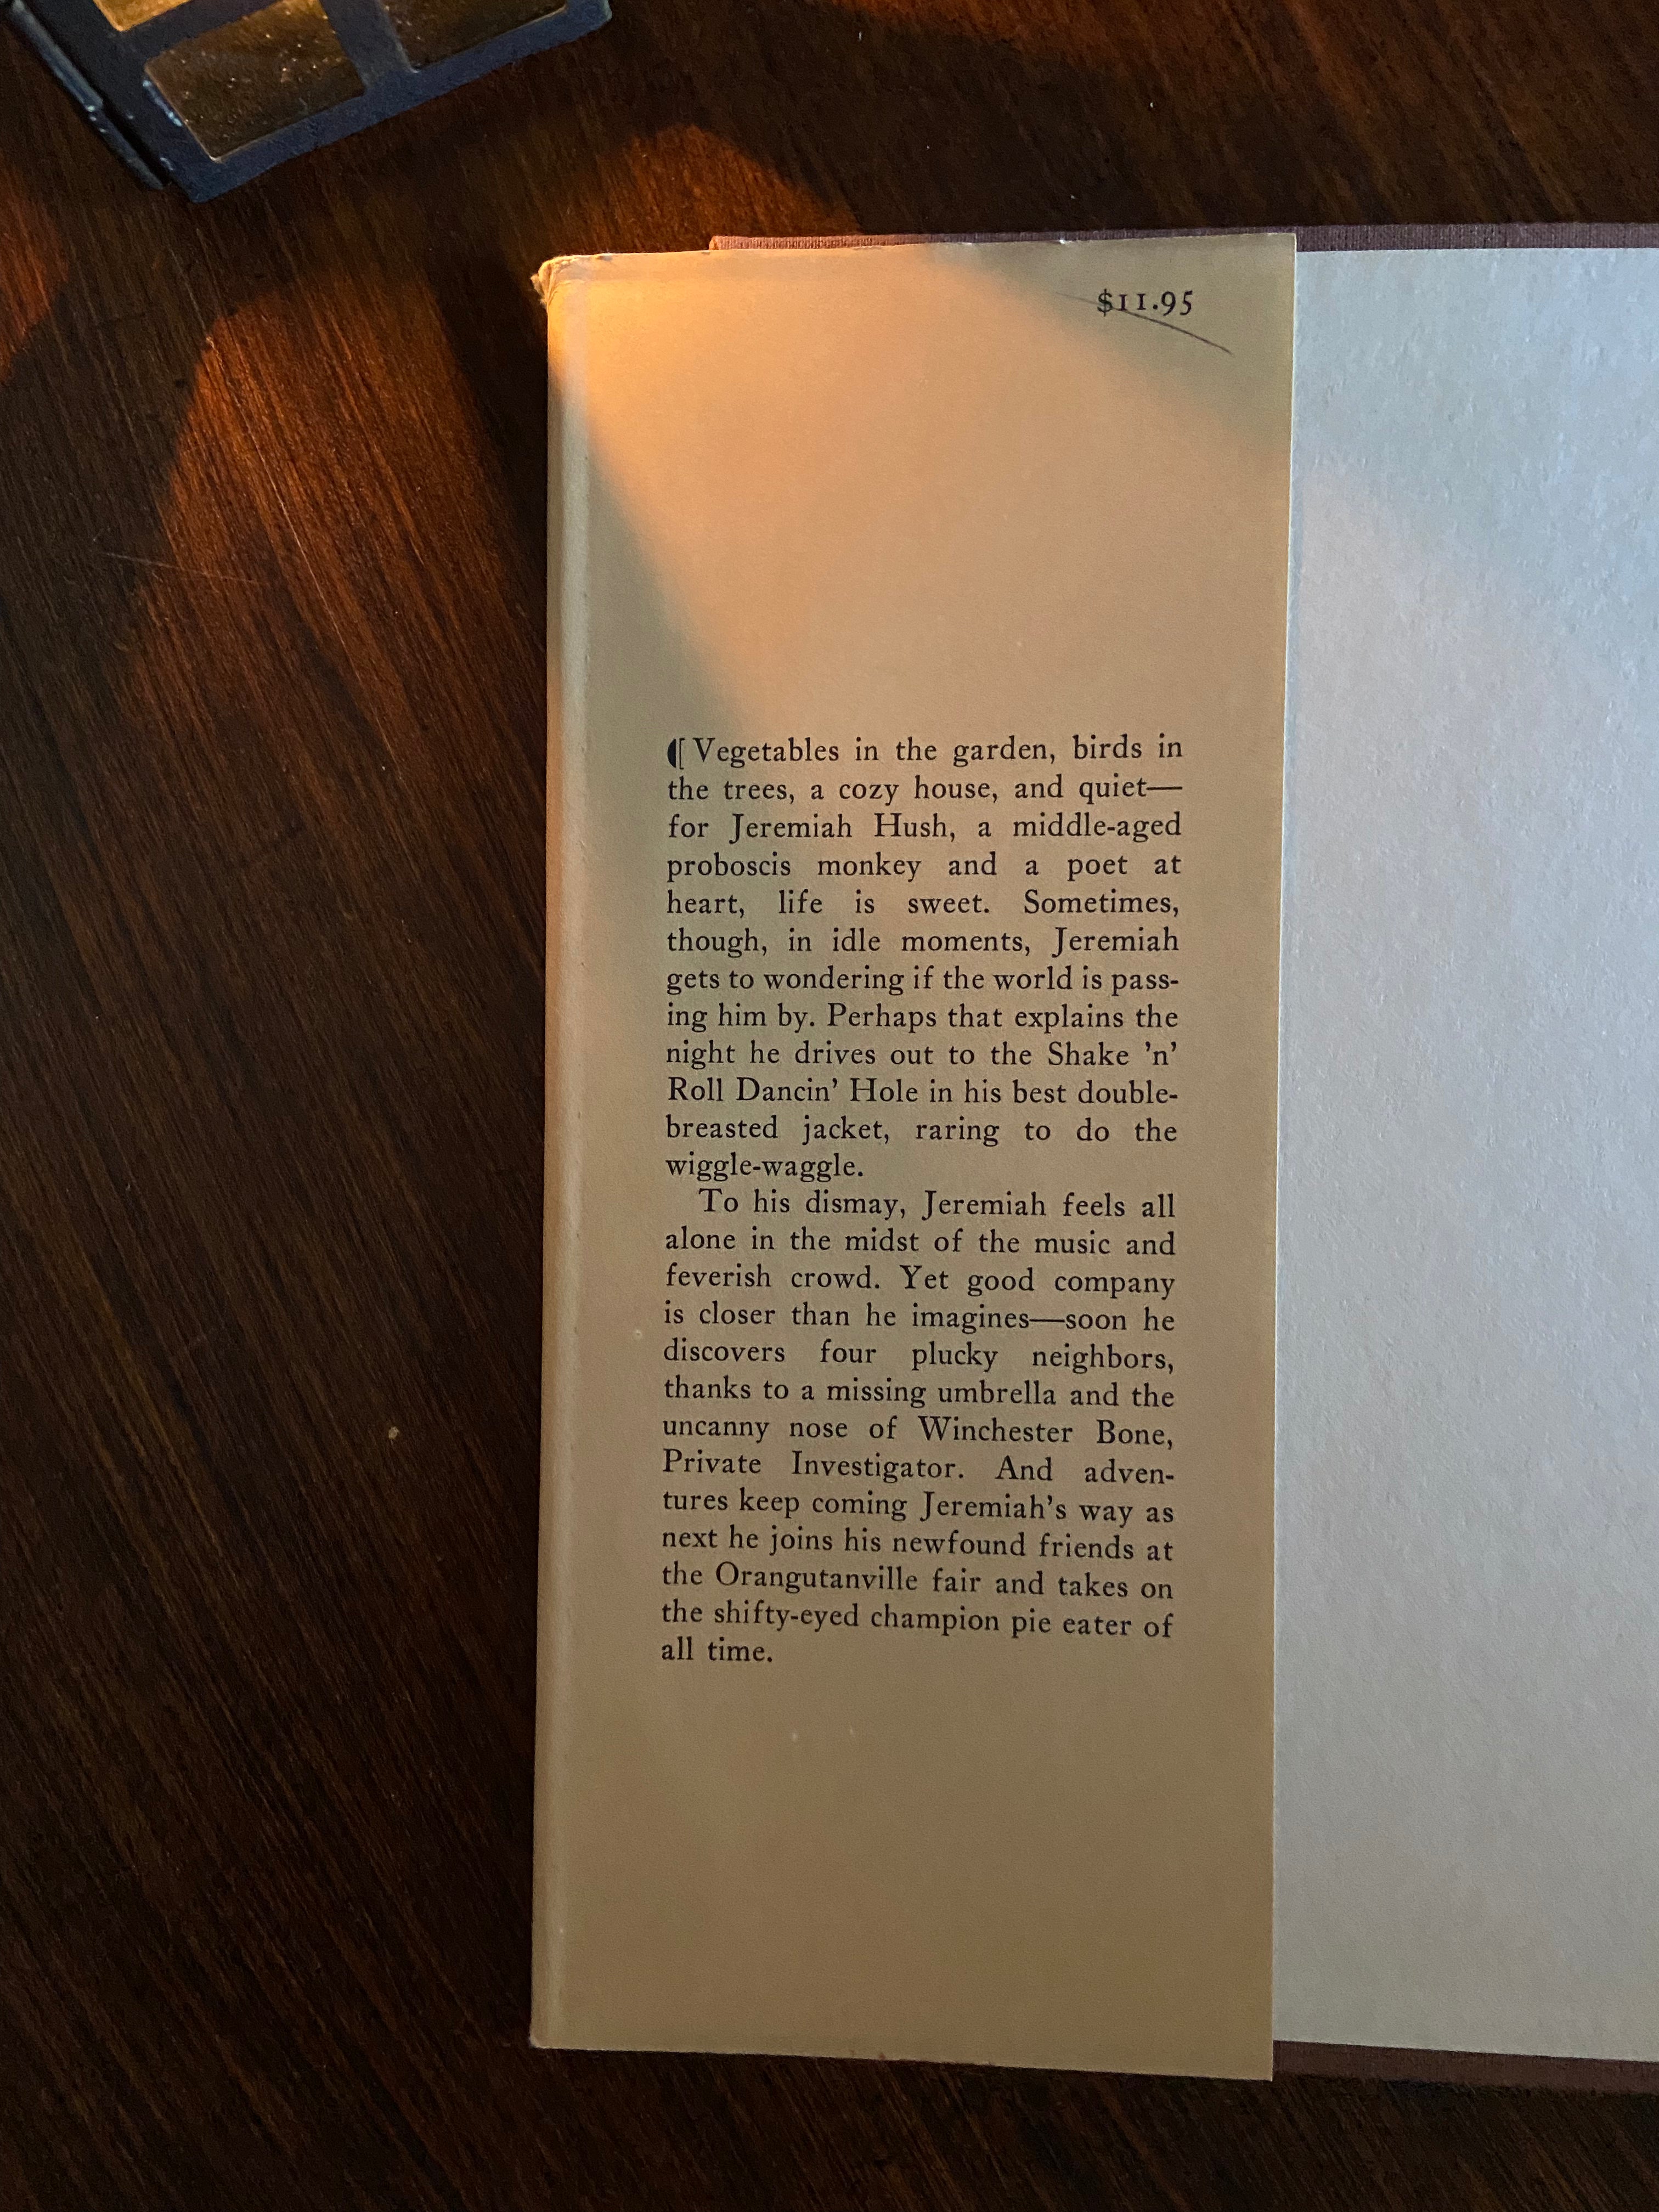 $11.95
⁋ Vegetables in the garden, birds in
the trees, a cozy house, and quiet—
for Jeremiah Hush, a middle-aged
proboscis monkey and a poet at
heart, life is sweet. Sometimes,
though, in idle moments, Jeremiah
gets to wondering if the world is pass-
ing him by. Perhaps that explains the
night he drives out to the Shake ’n’
Roll Dancin’ Hole in his best double-
breasted jacket, raring to do the
wiggle-waggle.
To his dismay, Jeremiah feels all
alone in the midst of the music and
feverish crowd. Yet good company
is closer than he imagines—soon he
discovers four plucky neighbors,
thanks to a missing umbrella and the
uncanny nose of Winchester Bone,
Private Investigator. And adven-
tures keep coming Jeremiah’s way as
next he joins his newfound friends at
the Orangutanville fair and takes on
the shifty-eyed champion pie eater of
all time.